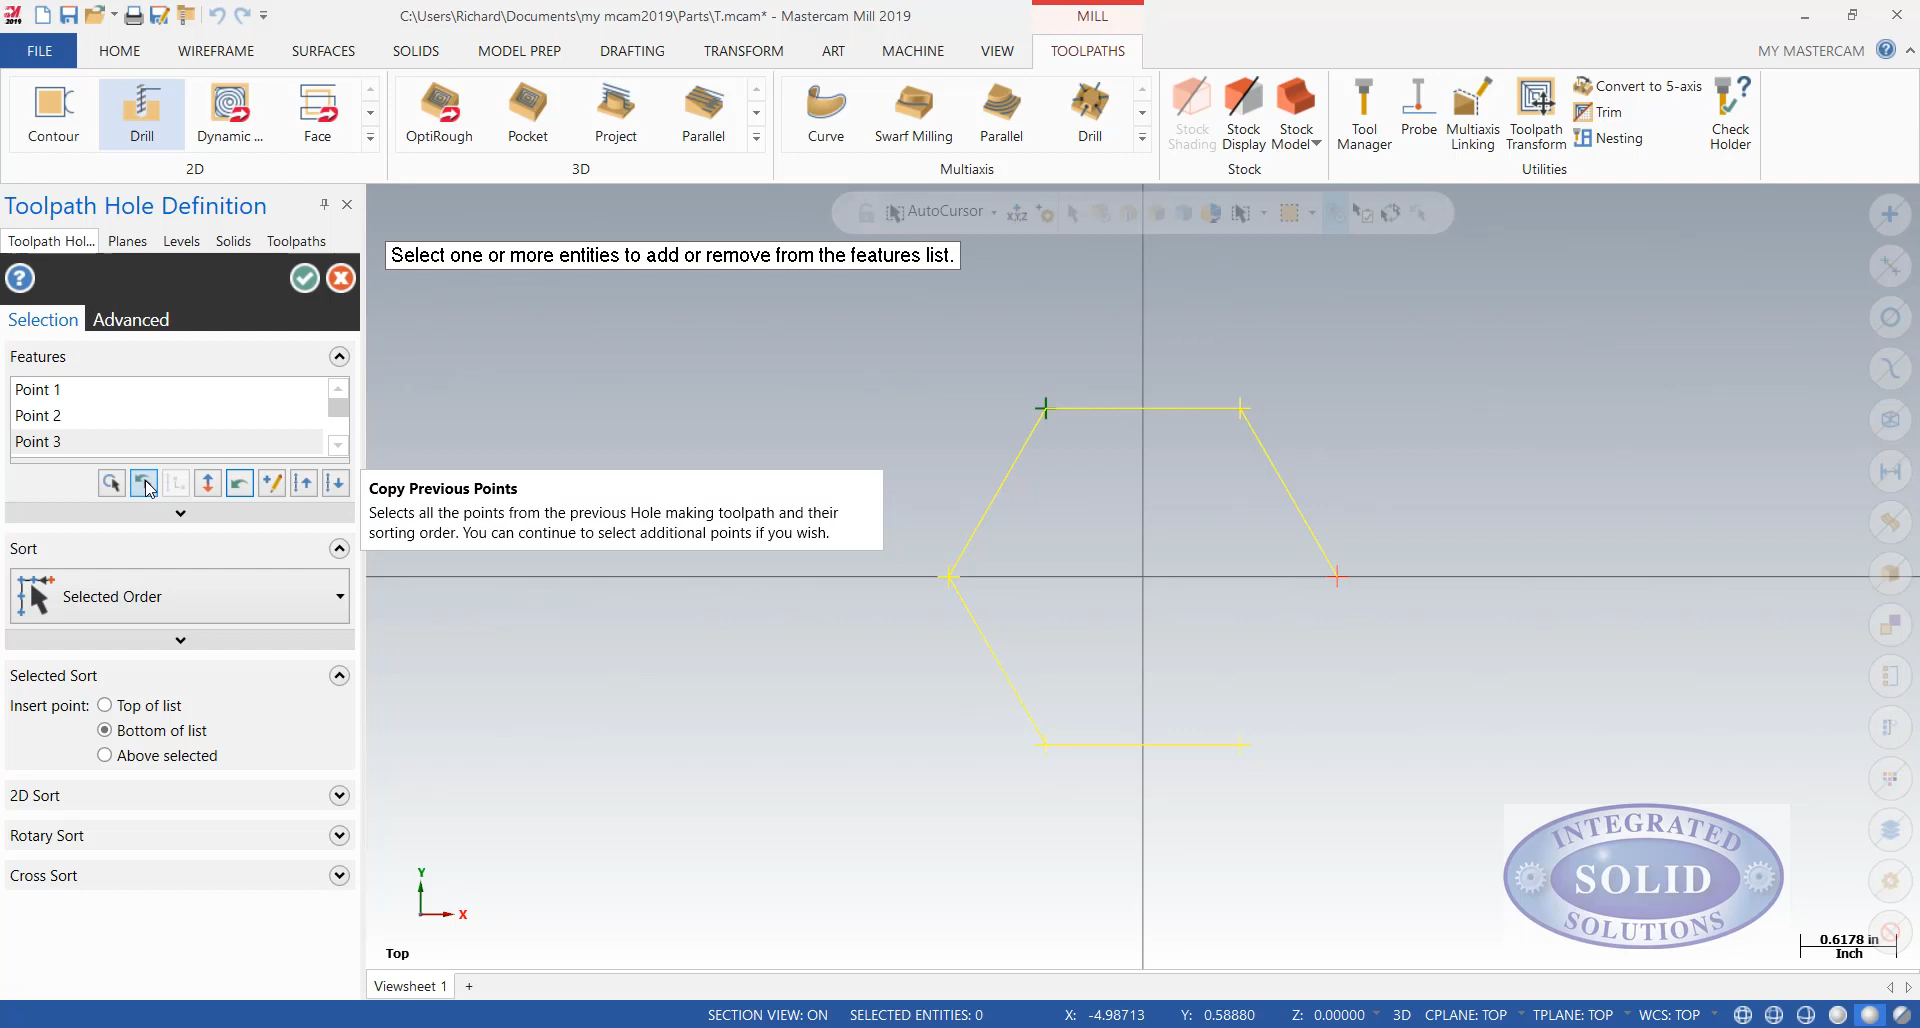 2019
C:\Users\Richard\Documents\my mcam2019\Parts\T.mcam* - Mastercam Mill 2019
MILL
FILE
HOME
WIREFRAME
SURFACES
SOLIDS
MODEL PREP
DRAFTING
TRANSFORM
ART
MACHINE
VIEW
TOOLPATHS
MY MASTERCAM
Contour
Drill
Dynamic ...
Face
2D
OptiRough
Pocket
Project
Parallel
3D
Curve
Swarf Milling
Parallel
Drill
Multiaxis
Stock
Shading
Stock
Display
Stock
Model
Stock
Tool
Manager
Probe
Multiaxis
Linking
Toolpath
Transform
Convert to 5-axis
Trim
Nesting
Check
Holder
Utilities
Toolpath Hole Definition
Toolpath Hol...
Planes
Levels
Solids
Toolpaths
Selection
Advanced
Features
Point 1
Point 2
Point 3
Sort
Selected Order
Selected Sort
Insert point:
Top of list
Bottom of list
Above selected
2D Sort
Rotary Sort
Cross Sort
AutoCursor
Select one or more entities to add or remove from the features list.
Copy Previous Points
Selects all the points from the previous Hole making toolpath and their
sorting order. You can continue to select additional points if you wish.
Y
X
Top
INTEGRATED
SOLID
SOLUTIONS
0.6178 in
Inch
Viewsheet 1
+
SECTION VIEW: ON
SELECTED ENTITIES: 0
X: -4.98713
Y: 0.58880
Z: 0.00000
3D
CPLANE: TOP
TPLANE: TOP
WCS: TOP